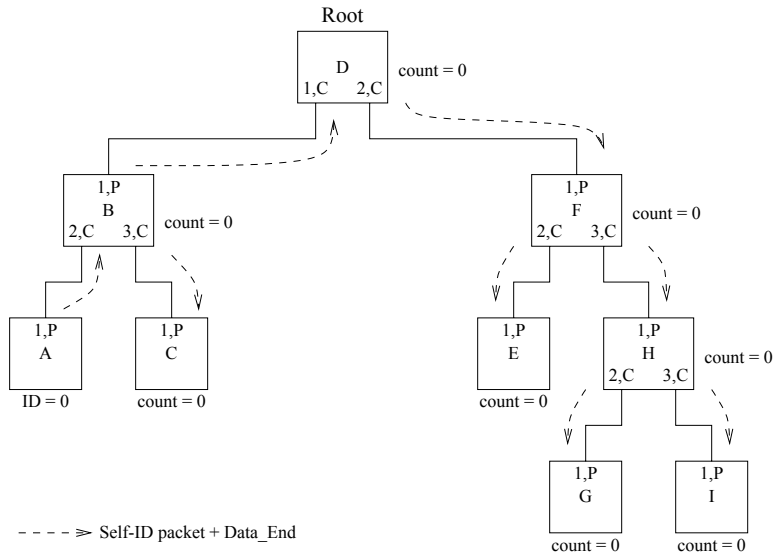 Root
D
count = 0
1,C 2,C
1,P
B
count = 0
2,C 3,C
1,P
F
count = 0
2,C 3,C
1,P
A
ID = 0
1,P
C
count = 0
1,P
E
count = 0
1,P
H
count = 0
2,C 3,C
1,P
G
count = 0
1,P
I
count = 0
Self-ID packet + Data_End